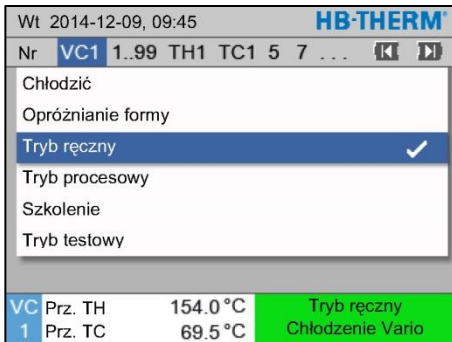 Wt 2014-12-09, 09:45 HB-THERM®
Nr VC1 1..99 TH1 TC1 5 7 ...
Chłodzić
Opróżnianie formy
Tryb ręczny
Tryb procesowy
Szkolenie
Tryb testowy
VC Prz. TH 154.0 °C Tryb ręczny
1 Prz. TC 69.5 °C Chłodzenie Vario